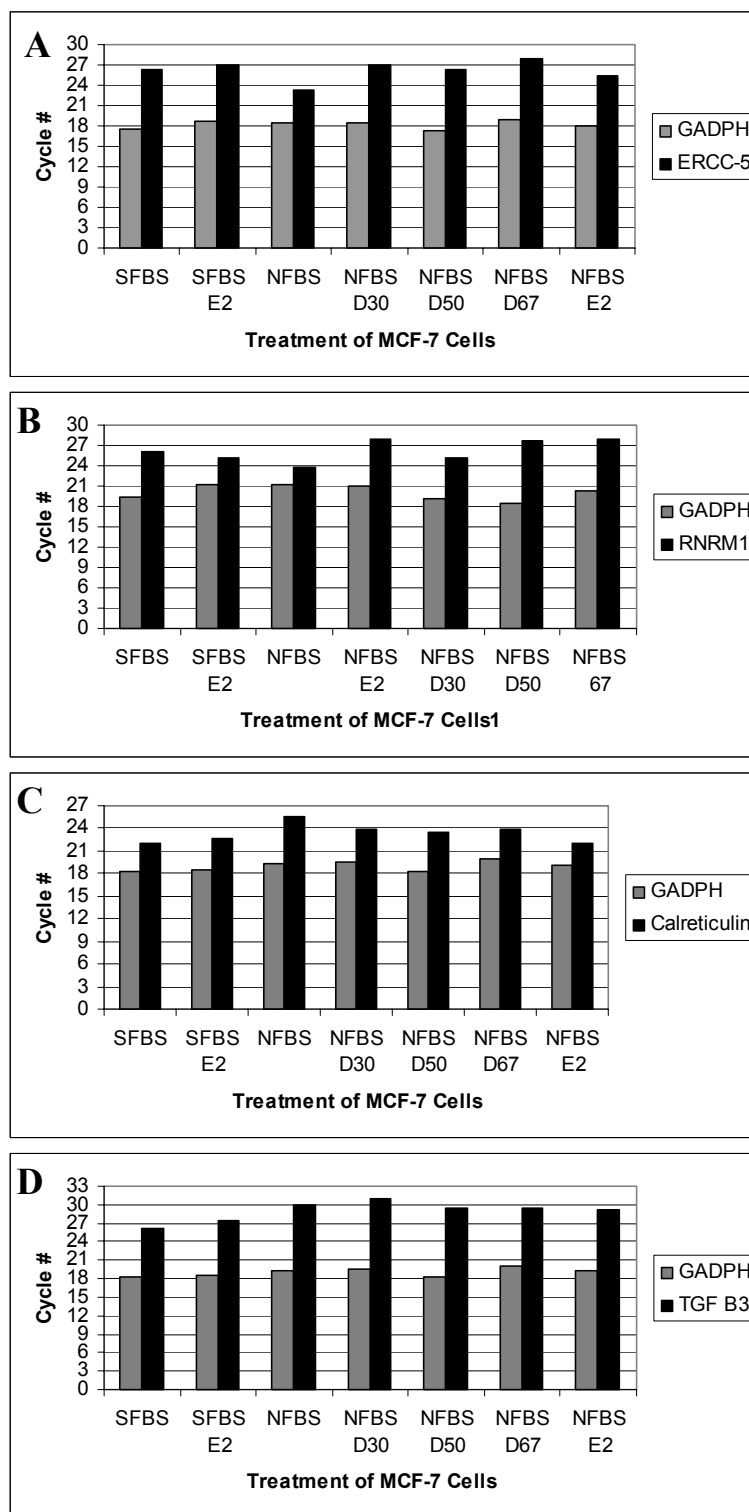 A
30
27
24
21
18
15
12
9
6
3
0
Cycle #
SFBS SFBS NFBS NFBS NFBS NFBS NFBS
E2 D30 D50 D67 E2
Treatment of MCF-7 Cells
GADPH
ERCC-5
B
30
27
24
21
18
15
12
9
6
3
0
Cycle #
SFBS SFBS NFBS NFBS NFBS NFBS NFBS
E2 E2 D30 D50 67
Treatment of MCF-7 Cells1
GADPH
RNRM1
C
27
24
21
18
15
12
9
6
3
0
Cycle #
SFBS SFBS NFBS NFBS NFBS NFBS NFBS
E2 D30 D50 D67 E2
Treatment of MCF-7 Cells
GADPH
Calreticulin
D
33
30
27
24
21
18
15
12
9
6
3
0
Cycle #
SFBS SFBS NFBS NFBS NFBS NFBS NFBS
E2 D30 D50 D67 E2
Treatment of MCF-7 Cells
GADPH
TGF B3